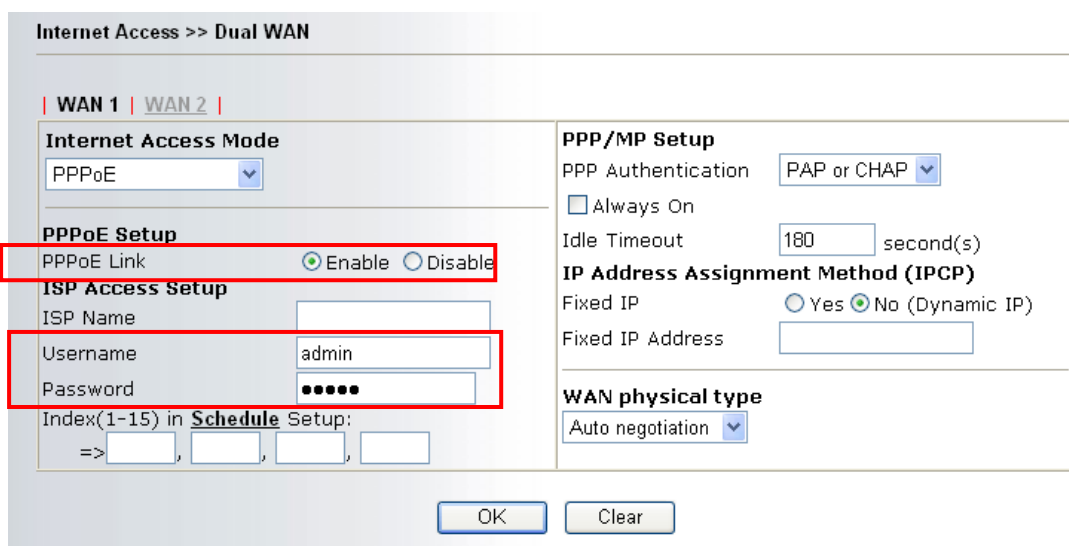 Internet Access >> Dual WAN
| WAN 1 | WAN 2 |
Internet Access Mode
PPPoE
PPPoE Setup
PPPoE Link Enable Disable
ISP Access Setup
ISP Name
Username admin
Password •••••
Index(1-15) in Schedule Setup:
=> , , ,
PPP/MP Setup
PPP Authentication PAP or CHAP
Always On
Idle Timeout 180 second(s)
IP Address Assignment Method (IPCP)
Fixed IP Yes No (Dynamic IP)
Fixed IP Address
WAN physical type
Auto negotiation
OK Clear